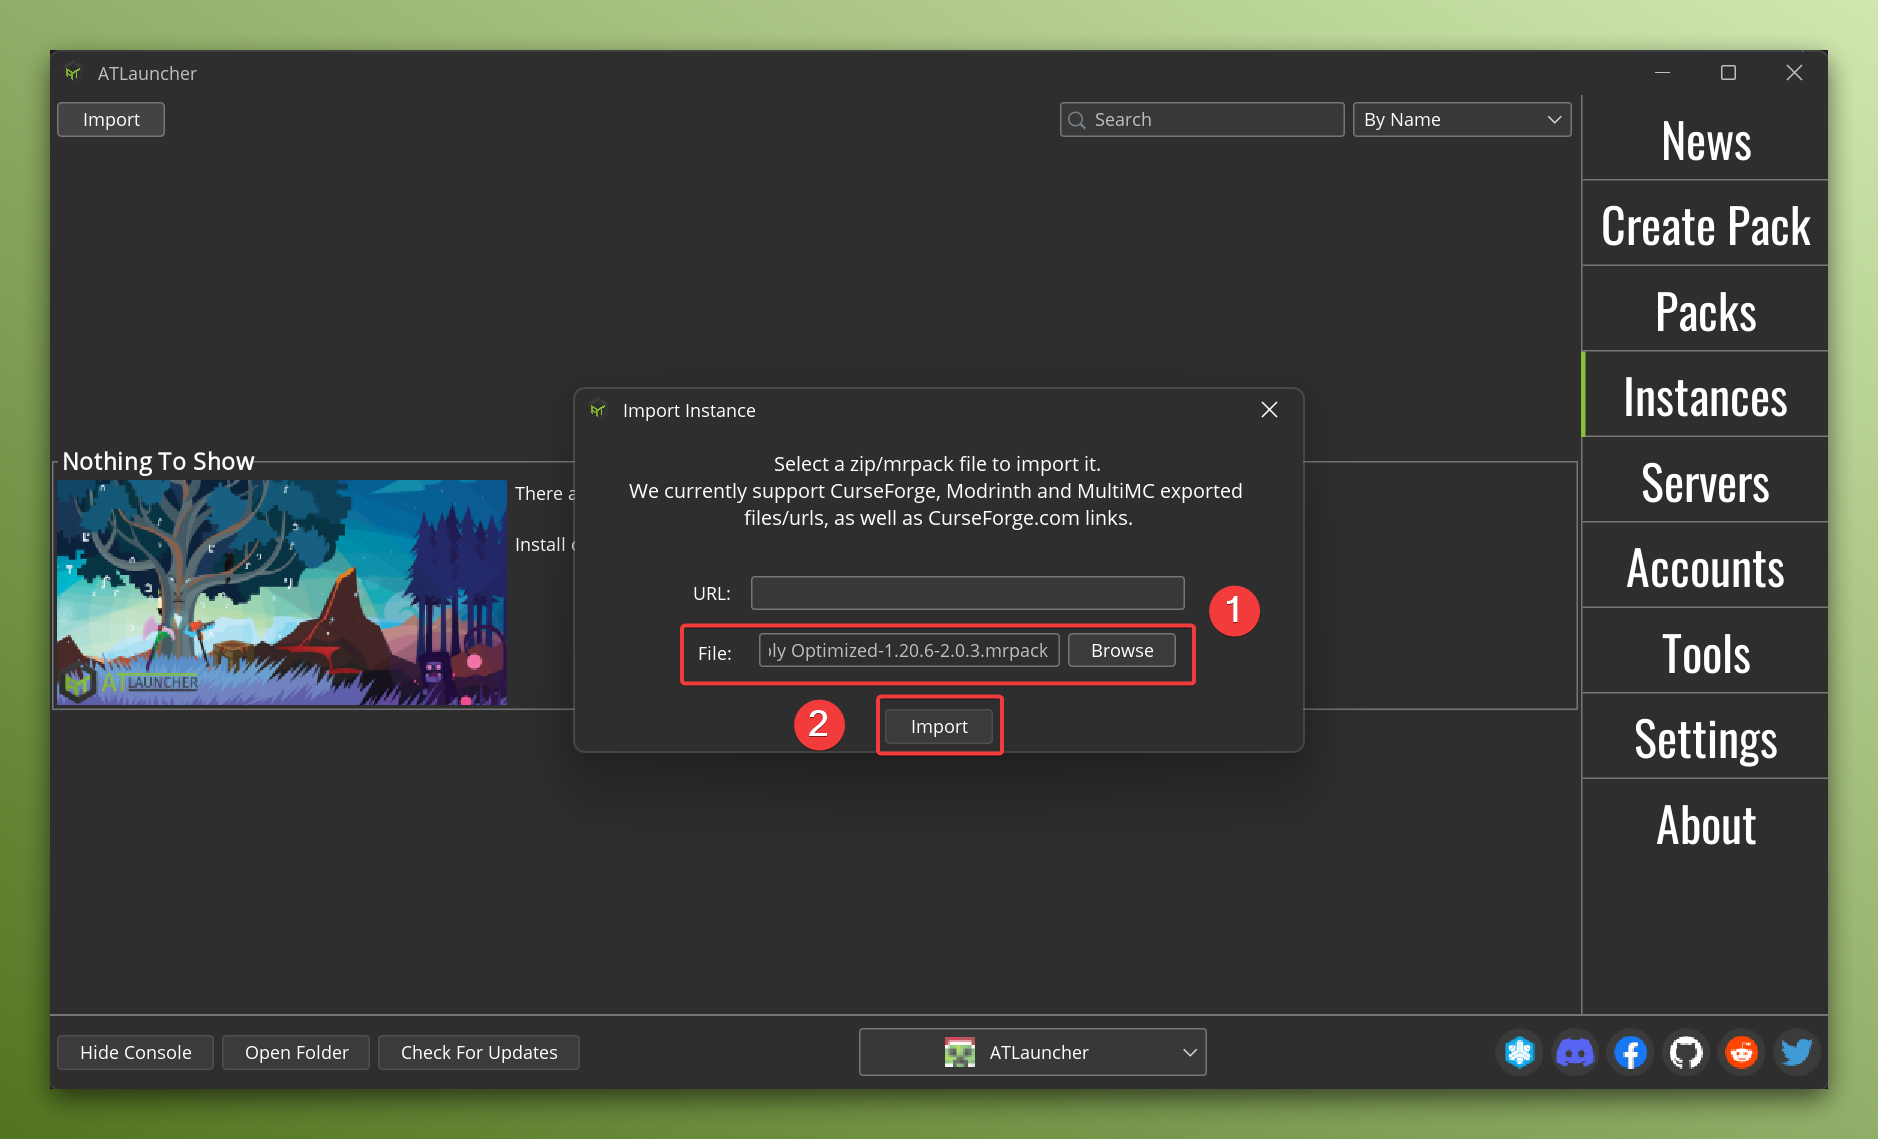 ATLauncher
Import
Search
By Name
News
Create Pack
Packs
Instances
Servers
Accounts
Tools
Settings
About
Nothing To Show
There
Install
ATLAUNCHER
Import Instance
Select a zip/mrpack file to import it.
We currently support CurseForge, Modrinth and MultiMC exported
files/urls, as well as CurseForge.com links.
URL:
1
File:
Optimized-1.20.6-2.0.3.mrpack
Browse
2
Import
Hide Console
Open Folder
Check For Updates
ATLauncher